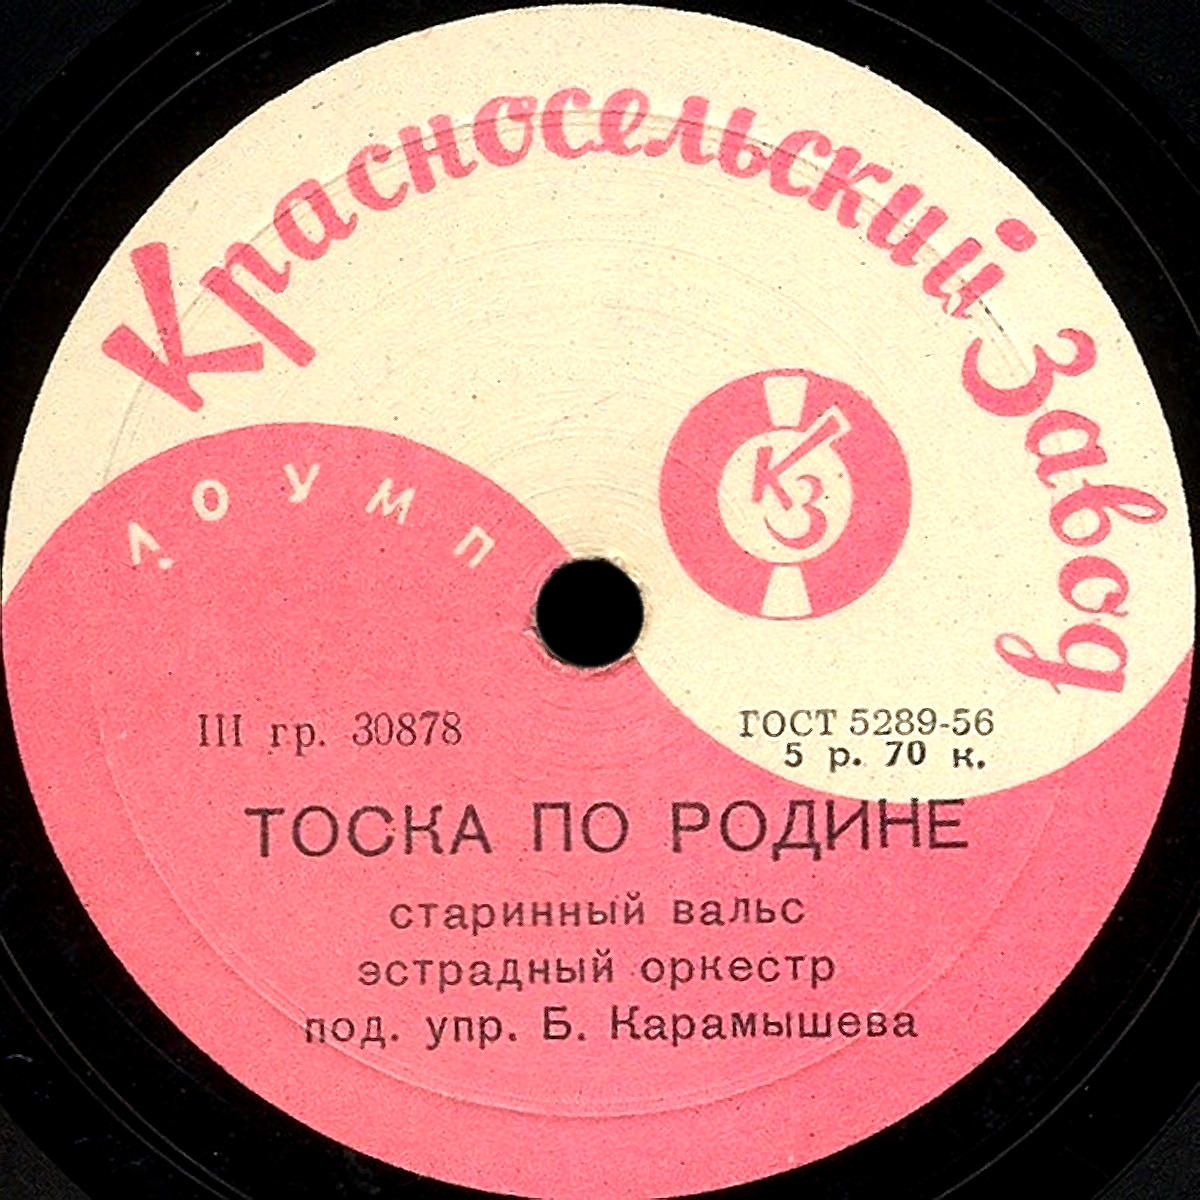 Красносельский Завод
ЛОУМП
КЗ
III гр. 30878
ГОСТ 5289-56
5 р. 70 к.
ТОСКА ПО РОДИНЕ
старинный вальс
эстрадный оркестр
под. упр. Б. Карамышева